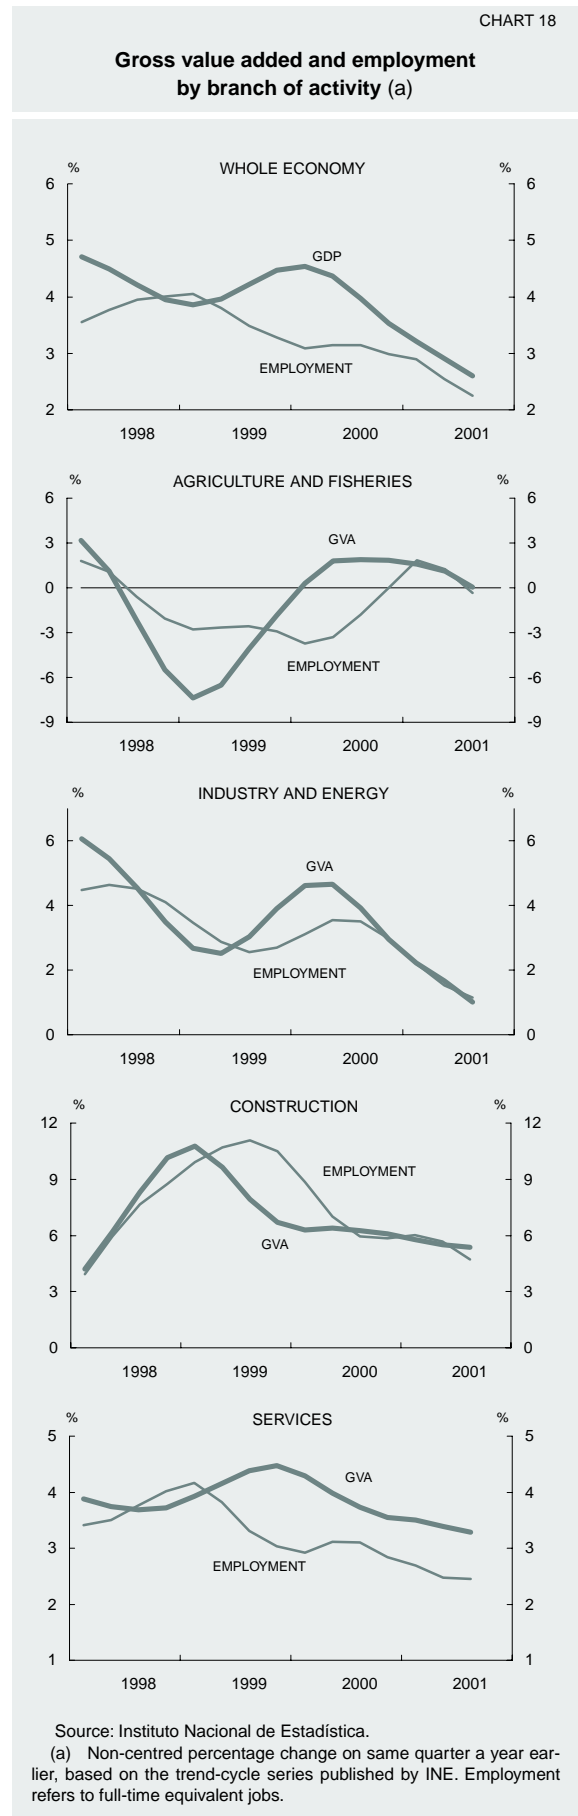 CHART 18
Gross value added and employment
by branch of activity (a)
% WHOLE ECONOMY %
6 6
5 5
GDP
4 4
3 3
EMPLOYMENT
2 2
1998 1999 2000 2001
% AGRICULTURE AND FISHERIES %
6 6
GVA
3 3
0 0
-3 -3
EMPLOYMENT
-6 -6
-9 -9
1998 1999 2000 2001
% INDUSTRY AND ENERGY %
GVA
6 6
4 4
EMPLOYMENT
2 2
0 0
1998 1999 2000 2001
% CONSTRUCTION %
12 12
EMPLOYMENT
9 9
6 6
GVA
3 3
0 0
1998 1999 2000 2001
% SERVICES %
5 5
GVA
4 4
3 3
EMPLOYMENT
2 2
1 1
1998 1999 2000 2001
Source: Instituto Nacional de Estadística.
(a) Non-centred percentage change on same quarter a year ear-
lier, based on the trend-cycle series published by INE. Employment
refers to full-time equivalent jobs.